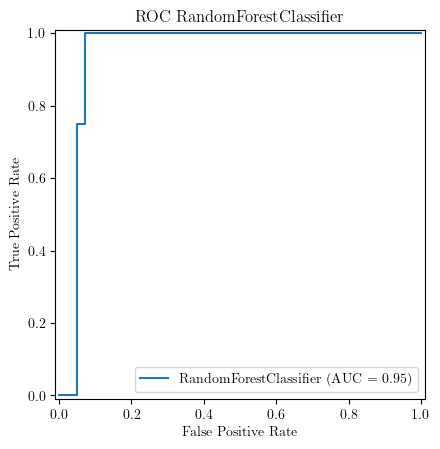 ROC RandomForestClassifier
1.0
0.8
0.6
0.4
0.2
0.0
True Positive Rate
RandomForestClassifier (AUC = 0.95)
0.0 0.2 0.4 0.6 0.8 1.0
False Positive Rate